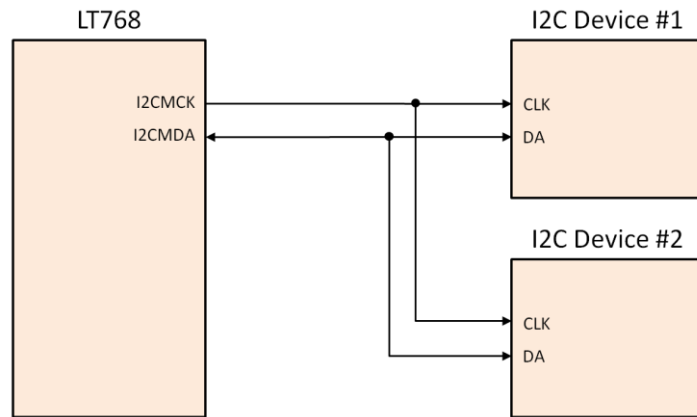 LT768
I2C Device #1
I2CMCK
CLK
I2CMDA
DA
I2C Device #2
CLK
DA